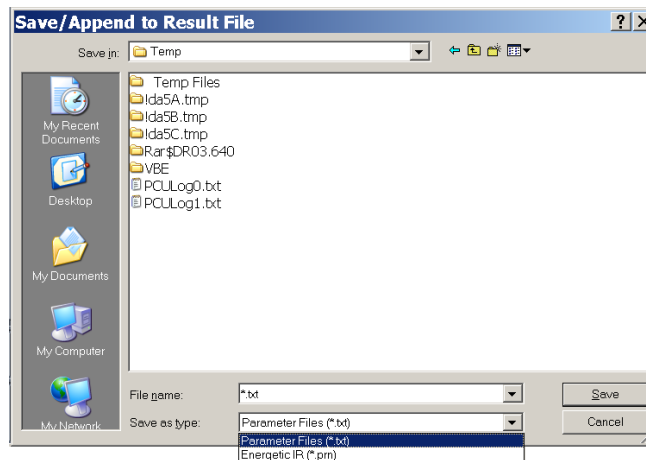 Save/Append to Result File
Save in:
Temp
My Recent
Documents
Desktop
My Documents
My Computer
My Network
Temp Files
!da5A.tmp
!da5B.tmp
!da5C.tmp
Rar$DR03.640
VBE
PCULog0.txt
PCULog1.txt
File name:
*.txt
Save
Save as type:
Parameter Files (*.txt)
Cancel
Parameter Files (*.txt)
Energetic IR (*.prn)